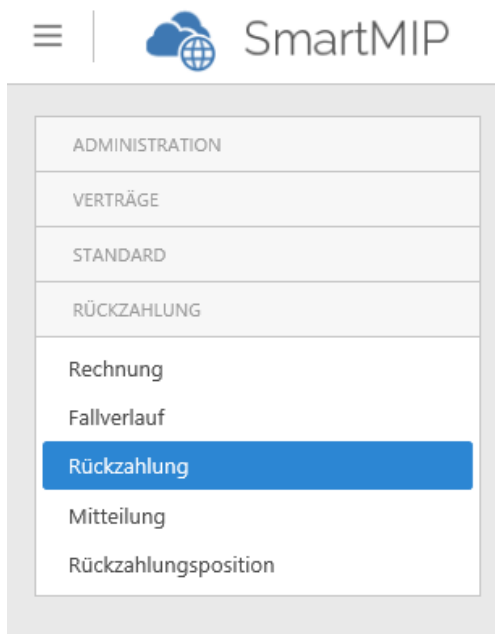 SmartMIP
ADMINISTRATION
VERTRÄGE
STANDARD
RÜCKZAHLUNG
Rechnung
Fallverlauf
Rückzahlung
Mitteilung
Rückzahlungsposition